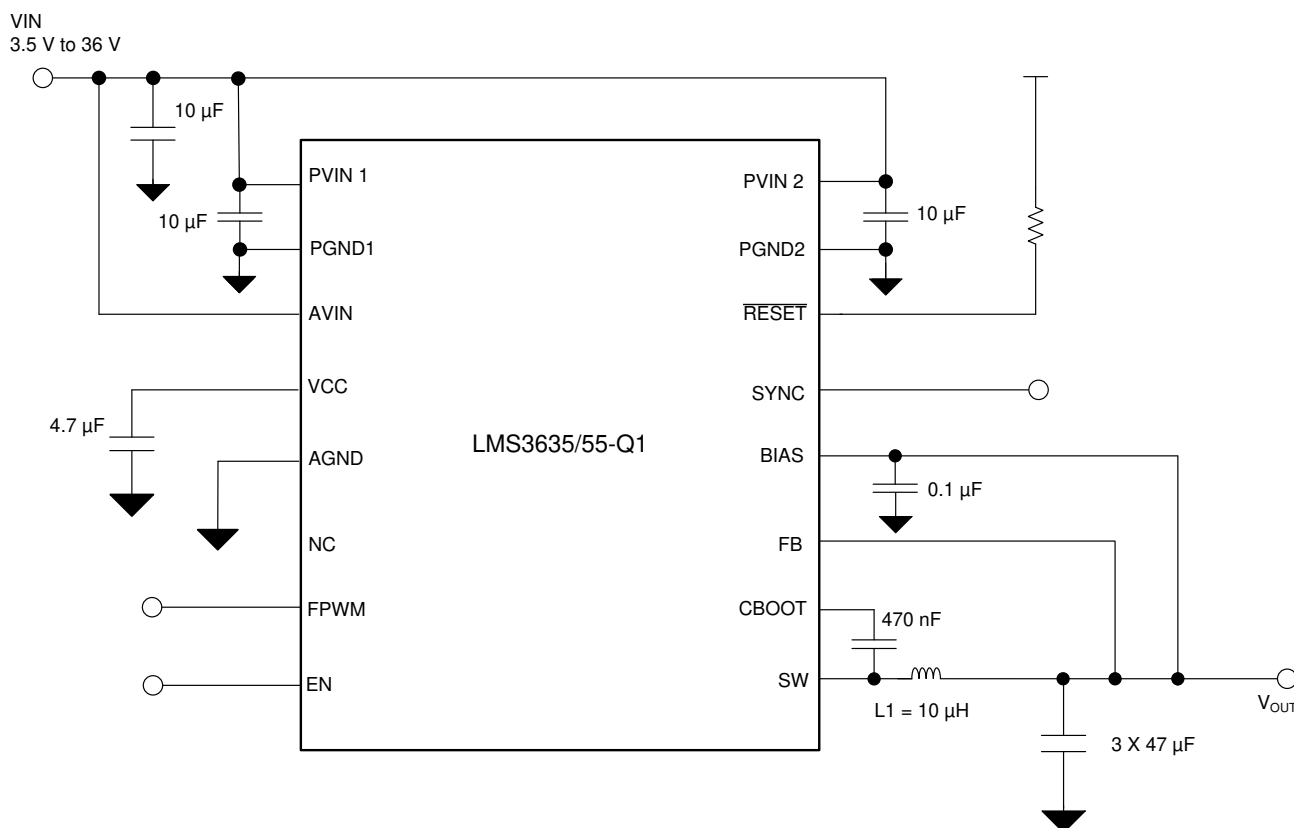 VIN
3.5 V to 36 V
10 µF
PVIN 1
PVIN 2
10 µF
10 µF
PGND1
PGND2
AVIN
RESET
VCC
SYNC
4.7 µF
LMS3635/55-Q1
AGND
BIAS
0.1 µF
NC
FB
FPWM
CBOOT
470 nF
EN
SW
L1 = 10 µH
VOUT
3 X 47 µF